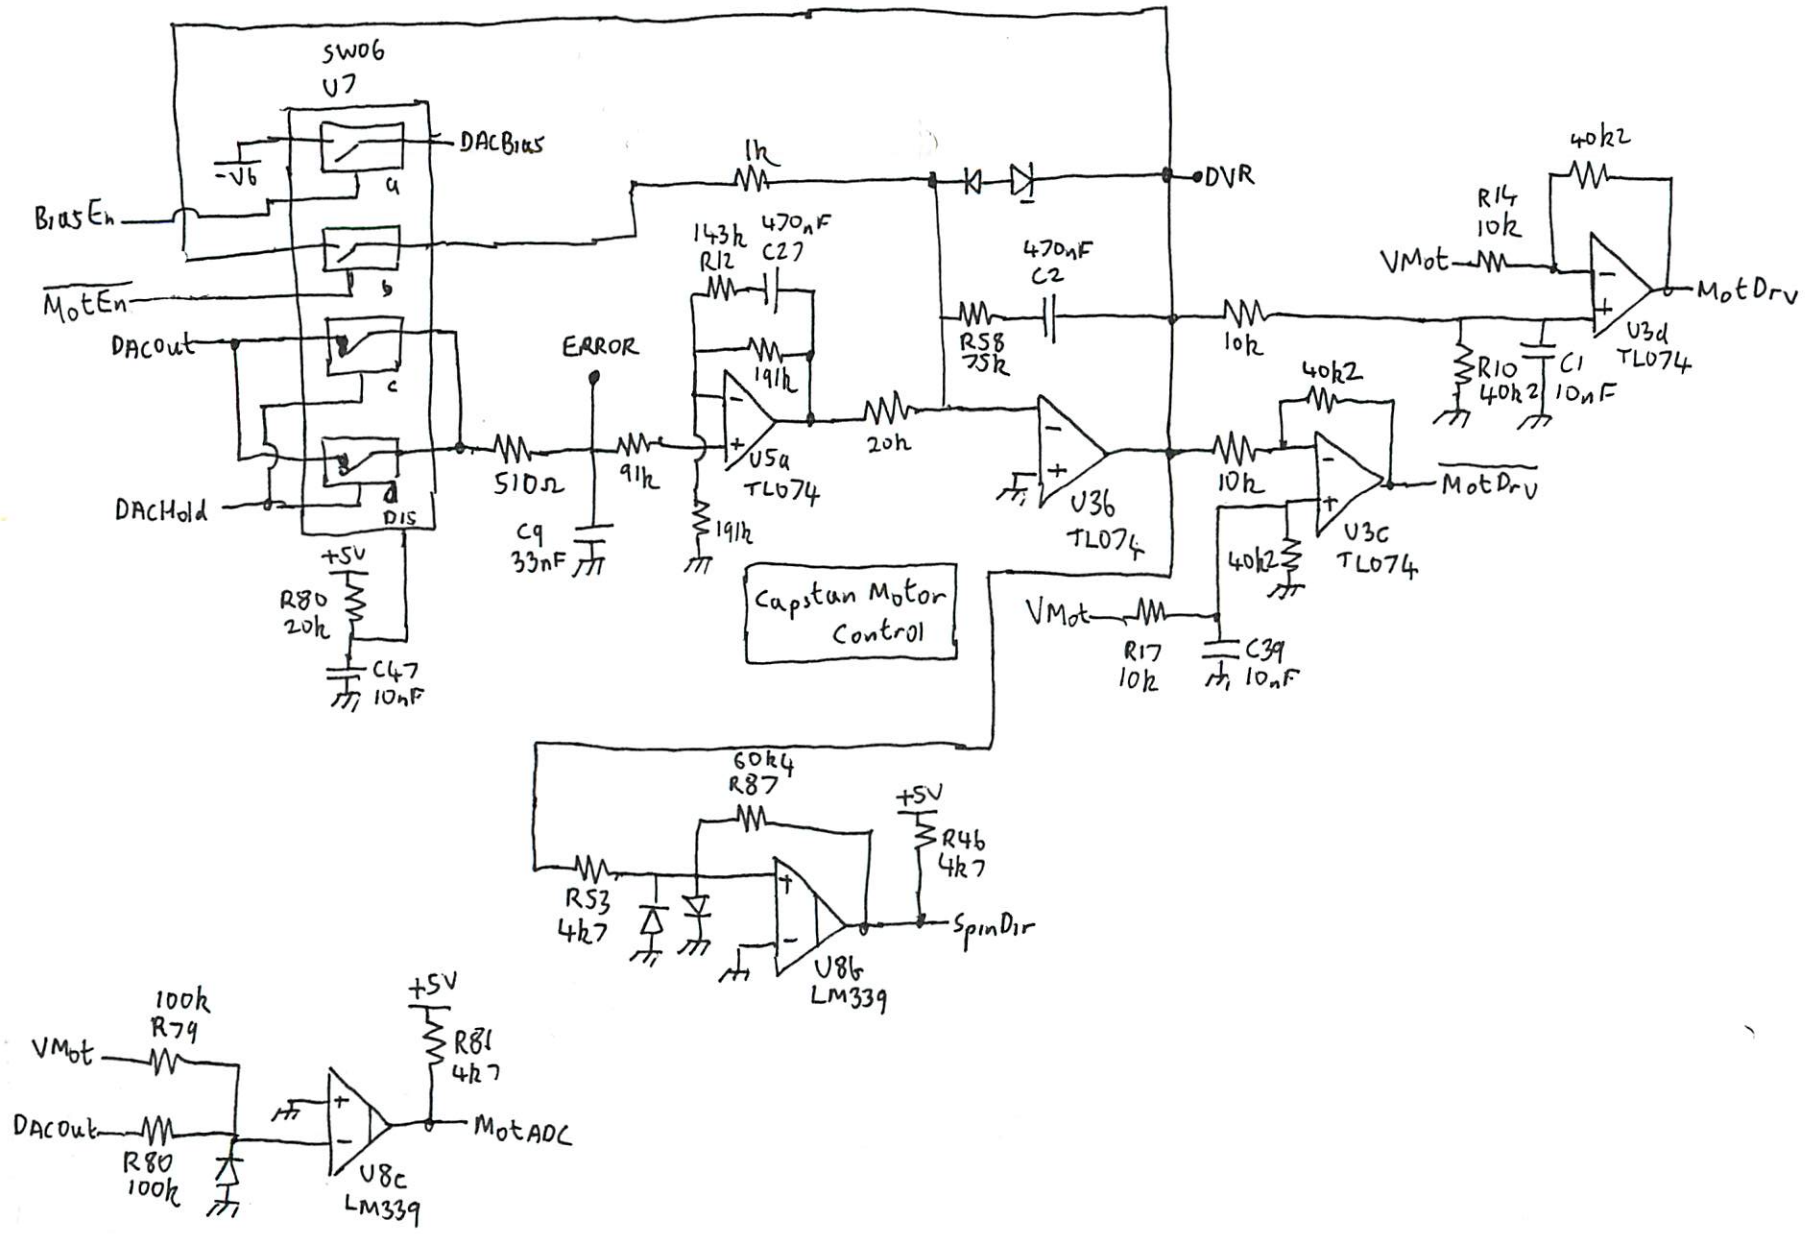 SW06
U7
-V6
DACBias
a
BiasEn
b
MotEn
DACOut
c
d
DACHold
DIS
+5V
R80
20k
C47
10nF
510Ω
ERROR
C9
33nF
91k
143k
R12
470nF
C27
191k
U5a
TL074
191k
20k
1k
DVR
470nF
C2
R58
75k
U3b
TL074
10k
R10
40k2
C1
10nF
VMot
R14
10k
40k2
U3d
TL074
MotDrv
10k
40k2
U3c
TL074
MotDrv
40k2
VMot
R17
10k
C39
10nF
Capstan Motor
Control
R53
4k7
60k4
R87
U8b
LM339
+5V
R46
4k7
SpinDir
VMot
100k
R79
DACOut
R80
100k
U8c
LM339
+5V
R81
4k7
MotADC